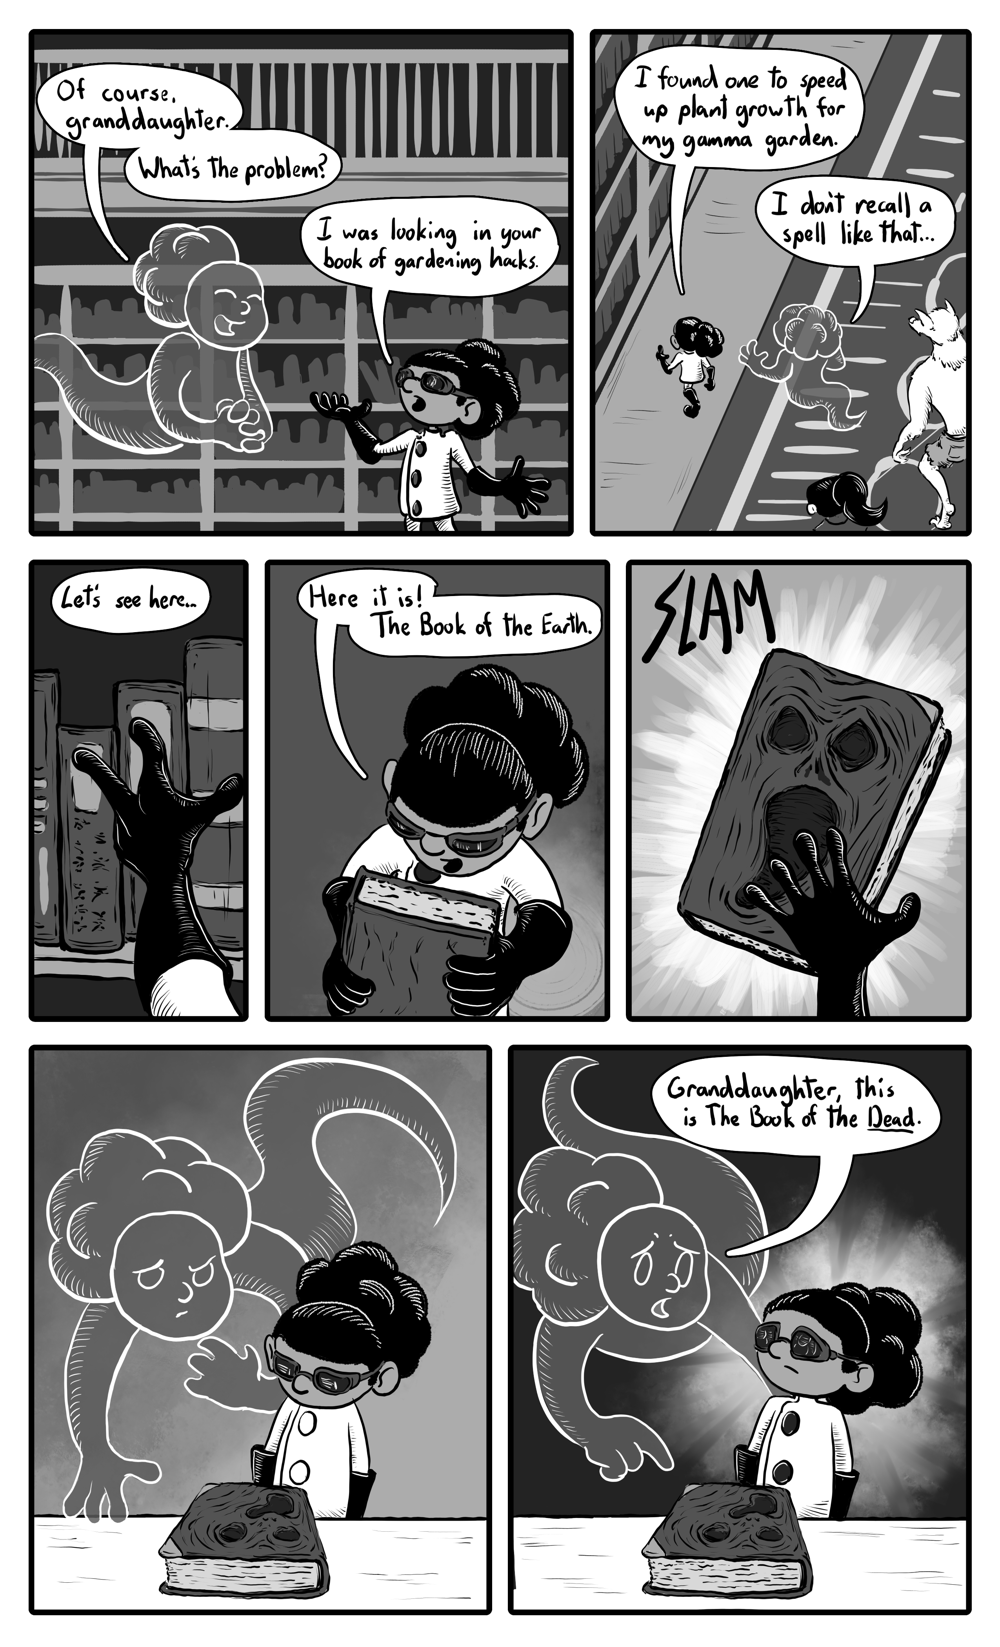 Of course,
granddaughter.
What's the problem?
I was looking in your
book of gardening hacks.
I found one to speed
up plant growth for
my gamma garden.
I don't recall a
spell like that...
Let's see here...
Here it is!
The Book of the Earth.
SLAM
Granddaughter, this
is The Book of the Dead.